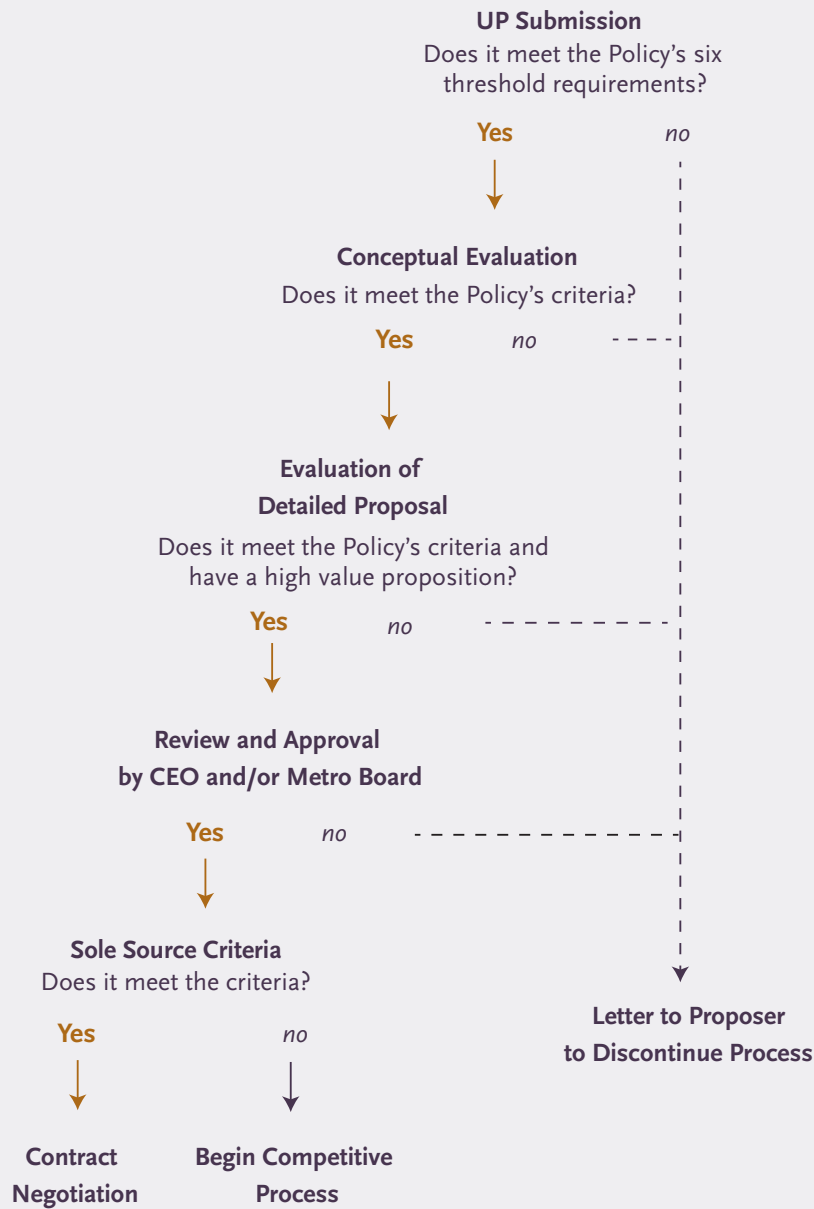 UP Submission
Does it meet the Policy’s six
threshold requirements?
Yes no
Conceptual Evaluation
Does it meet the Policy’s criteria?
Yes no
Evaluation of
Detailed Proposal
Does it meet the Policy’s criteria and
have a high value proposition?
Yes no
Review and Approval
by CEO and/or Metro Board
Yes no
Sole Source Criteria
Does it meet the criteria?
Yes no
Letter to Proposer
to Discontinue Process
Contract
Negotiation
Begin Competitive
Process